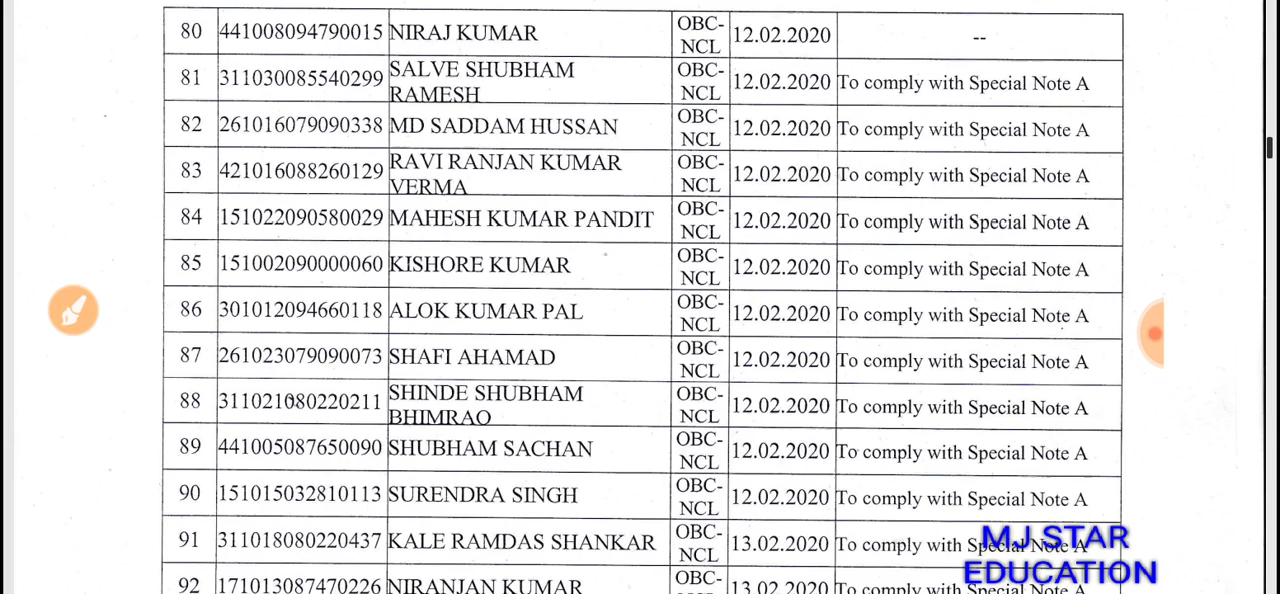 80 441008094790015 NIRAJ KUMAR OBC-NCL 12.02.2020 --
81 311030085540299 SALVE SHUBHAM RAMESH OBC-NCL 12.02.2020 To comply with Special Note A
82 261016079090338 MD SADDAM HUSSAN OBC-NCL 12.02.2020 To comply with Special Note A
83 421016088260129 RAVI RANJAN KUMAR VERMA OBC-NCL 12.02.2020 To comply with Special Note A
84 151022090580029 MAHESH KUMAR PANDIT OBC-NCL 12.02.2020 To comply with Special Note A
85 151002090000060 KISHORE KUMAR OBC-NCL 12.02.2020 To comply with Special Note A
86 301012094660118 ALOK KUMAR PAL OBC-NCL 12.02.2020 To comply with Special Note A
87 261023079090073 SHAFI AHAMAD OBC-NCL 12.02.2020 To comply with Special Note A
88 311021080220211 SHINDE SHUBHAM BHIMRAO OBC-NCL 12.02.2020 To comply with Special Note A
89 441005087650090 SHUBHAM SACHAN OBC-NCL 12.02.2020 To comply with Special Note A
90 151015032810113 SURENDRA SINGH OBC-NCL 12.02.2020 To comply with Special Note A
91 311018080220437 KALE RAMDAS SHANKAR OBC-NCL 13.02.2020 To comply with Special Note A
92 171013087470226 NIRANJAN KUMAR OBC- 13.02.2020 To comply with Special Note A
MJ STAR
EDUCATION